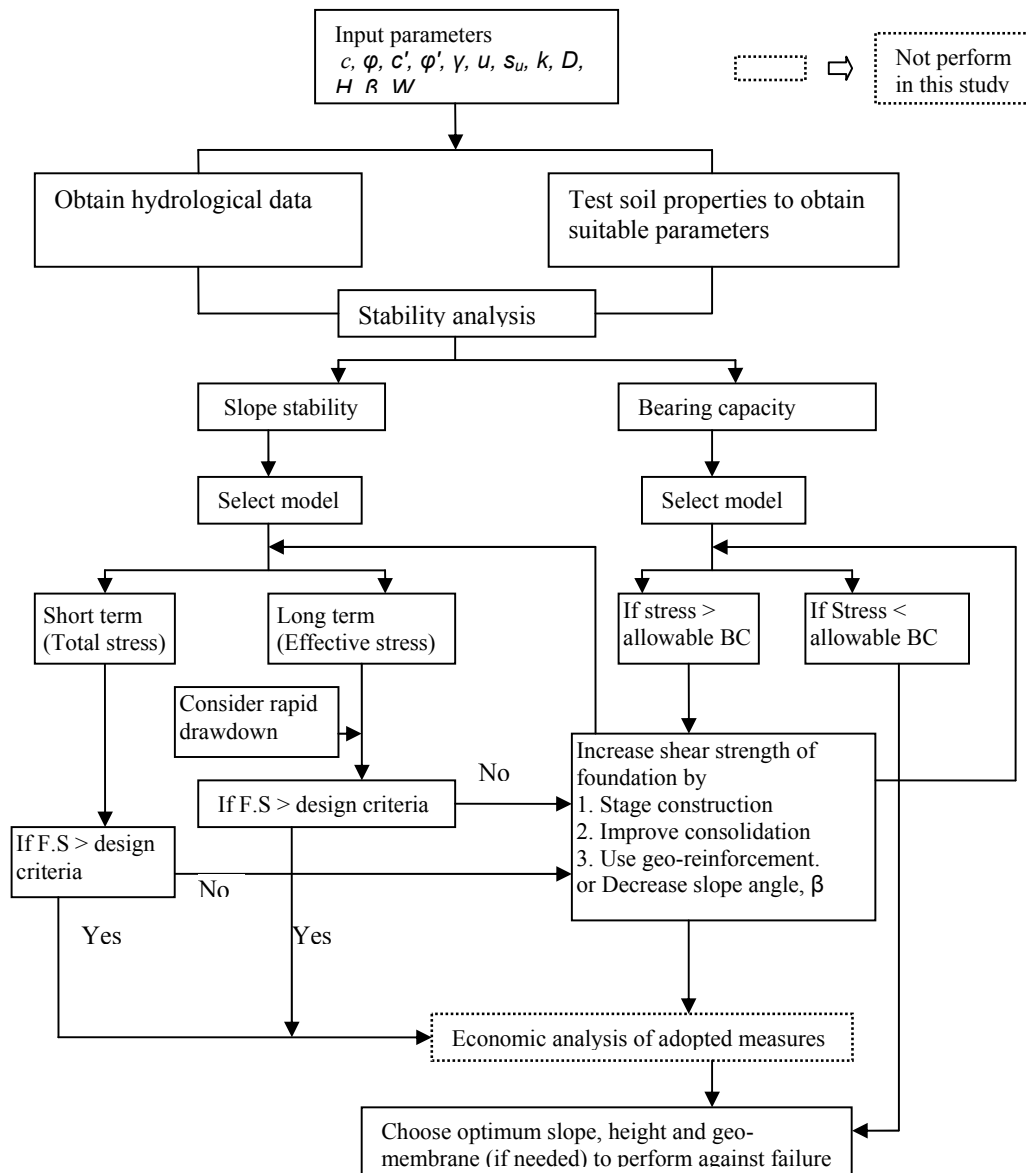 Input parameters
c, φ, c', φ', γ, u, su, k, D,
H, β, W
Not perform
in this study
Obtain hydrological data
Test soil properties to obtain
suitable parameters
Stability analysis
Slope stability
Bearing capacity
Select model
Select model
Short term
(Total stress)
Long term
(Effective stress)
If stress >
allowable BC
If Stress <
allowable BC
Consider rapid
drawdown
Increase shear strength of
foundation by
1. Stage construction
2. Improve consolidation
3. Use geo-reinforcement.
or Decrease slope angle, β
No
If F.S > design criteria
If F.S > design
criteria
No
Yes
Yes
Economic analysis of adopted measures
Choose optimum slope, height and geo-
membrane (if needed) to perform against failure